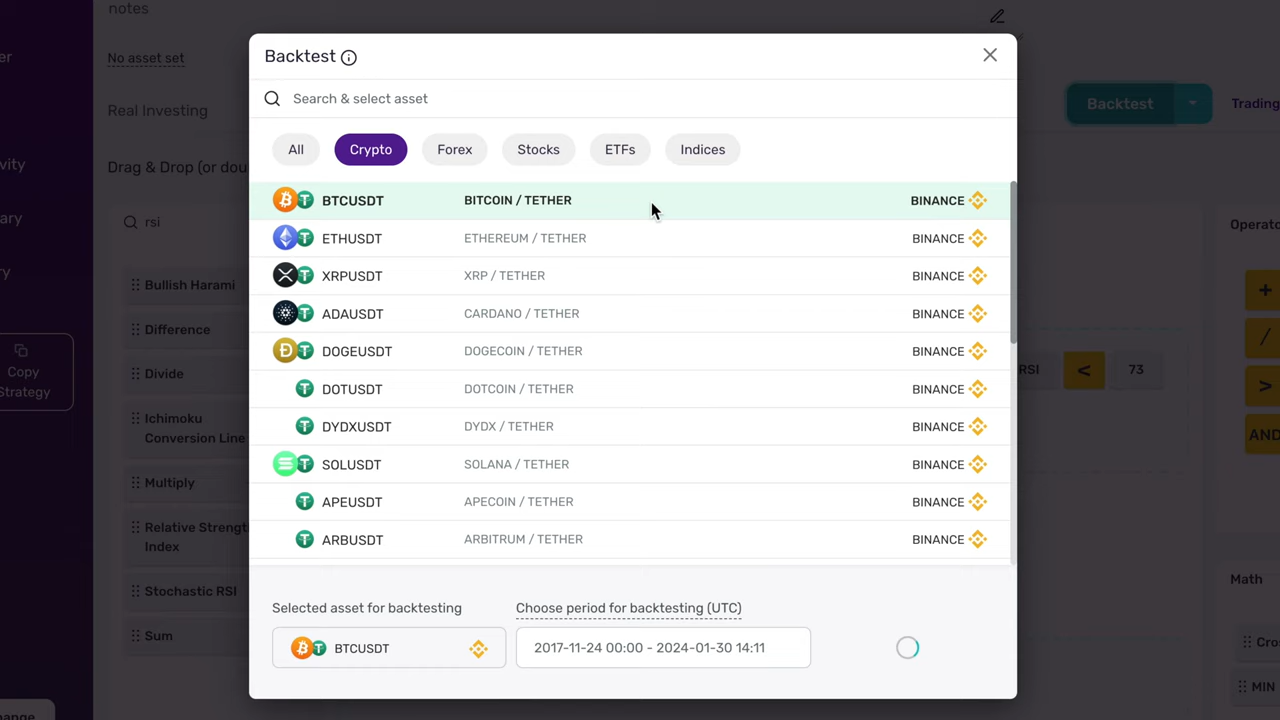 notes
No asset set
Real Investing
Drag & Drop (or dou
rsi
Bullish Harami
Difference
Divide
Ichimoku
Conversion Line
Multiply
Relative Strengt
Index
Stochastic RSI
Sum
er
vity
ary
y
Copy
Strategy
ange
Backtest
Search & select asset
All
Crypto
Forex
Stocks
ETFs
Indices
BTCUSDT BITCOIN / TETHER BINANCE
ETHUSDT ETHEREUM / TETHER BINANCE
XRPUSDT XRP / TETHER BINANCE
ADAUSDT CARDANO / TETHER BINANCE
DOGEUSDT DOGECOIN / TETHER BINANCE
DOTUSDT DOTCOIN / TETHER BINANCE
DYDXUSDT DYDX / TETHER BINANCE
SOLUSDT SOLANA / TETHER BINANCE
APEUSDT APECOIN / TETHER BINANCE
ARBUSDT ARBITRUM / TETHER BINANCE
Selected asset for backtesting
BTCUSDT
Choose period for backtesting (UTC)
2017-11-24 00:00 - 2024-01-30 14:11
Backtest
Trading
RSI < 73
Operato
+
/
>
AND
Math
Cro
MIN